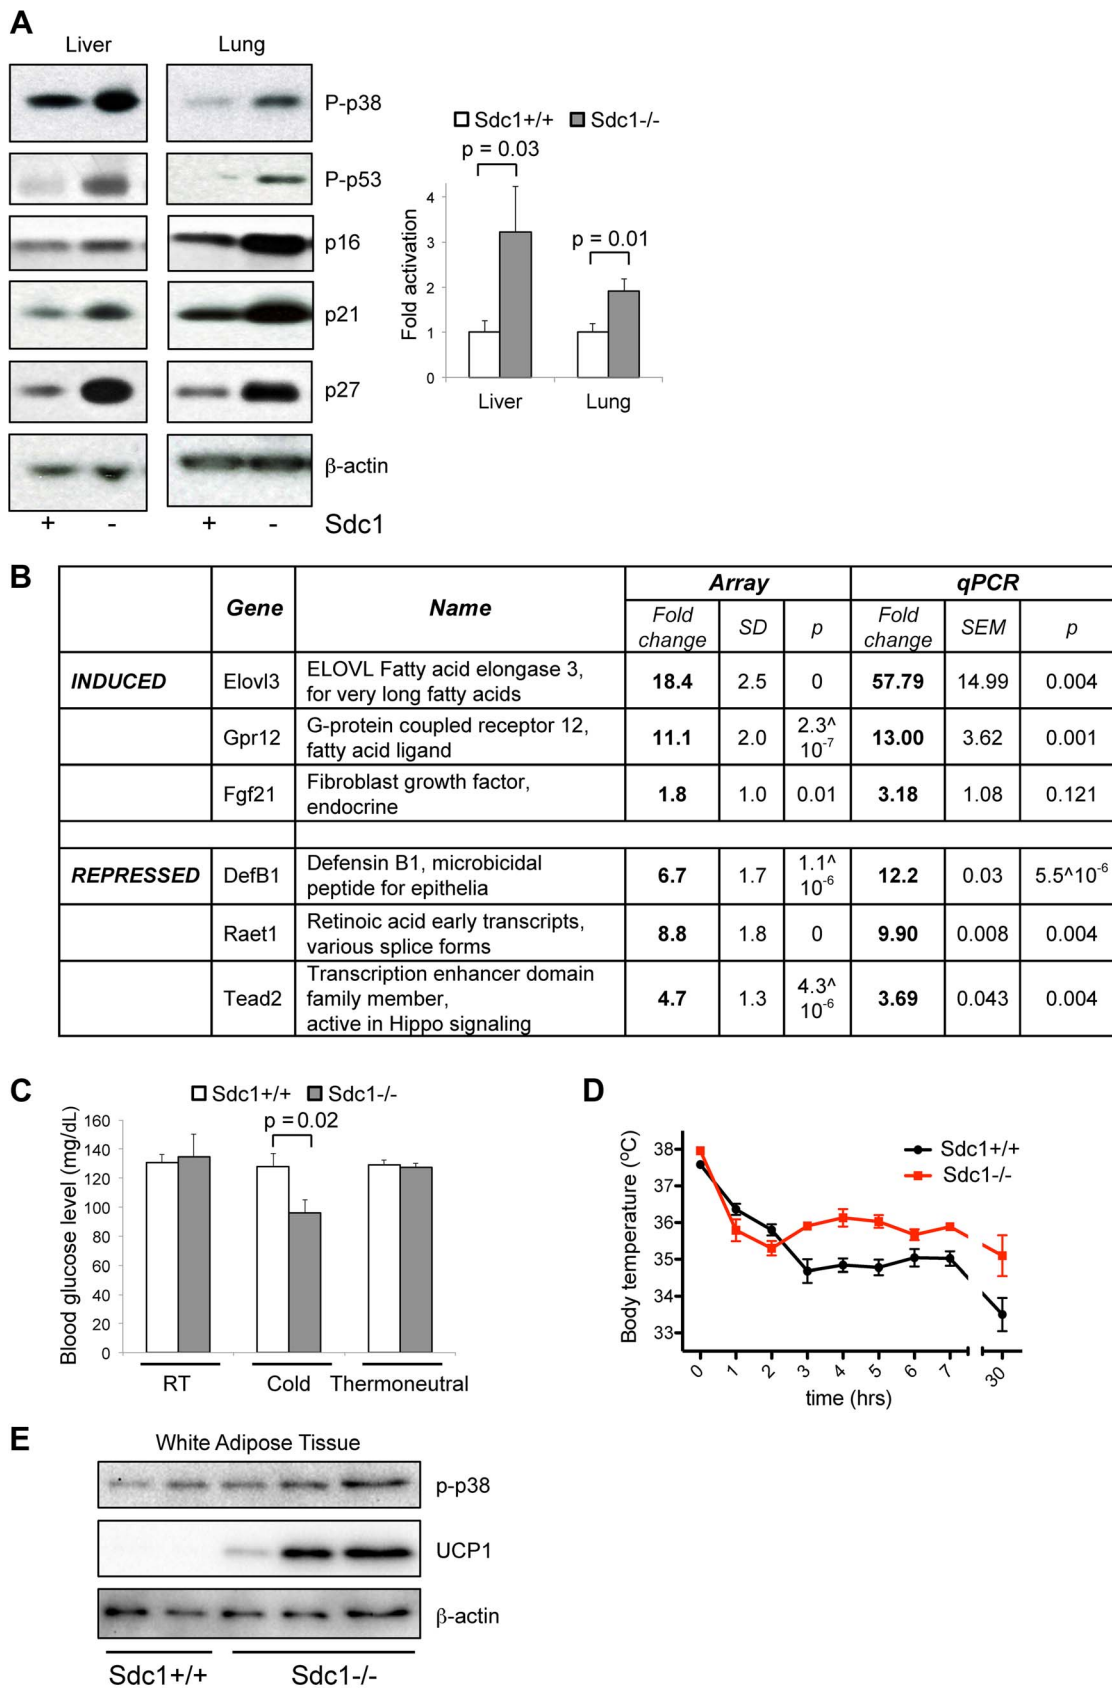 A
Liver Lung
P-p38
P-p53
p16
p21
p27
β-actin
+ - + - Sdc1
Sdc1+/+ Sdc1-/-
p = 0.03
p = 0.01
Fold activation
4
3
2
1
0
Liver Lung
B
Gene Name Array qPCR
Fold change SD p Fold change SEM p
INDUCED Elovl3 ELOVL Fatty acid elongase 3, 18.4 2.5 0 57.79 14.99 0.004
for very long fatty acids
Gpr12 G-protein coupled receptor 12, 11.1 2.0 2.3^ 13.00 3.62 0.001
fatty acid ligand 10-7
Fgf21 Fibroblast growth factor, 1.8 1.0 0.01 3.18 1.08 0.121
endocrine
REPRESSED DefB1 Defensin B1, microbicidal 6.7 1.7 1.1^ 12.2 0.03 5.5^10-6
peptide for epithelia 10-6
Raet1 Retinoic acid early transcripts, 8.8 1.8 0 9.90 0.008 0.004
various splice forms
Tead2 Transcription enhancer domain 4.7 1.3 4.3^ 3.69 0.043 0.004
family member, 10-6
active in Hippo signaling
C
Sdc1+/+ Sdc1-/-
p = 0.02
Blood glucose level (mg/dL)
160
140
120
100
80
60
40
20
0
RT Cold Thermoneutral
D
Body temperature (oC)
38
37
36
35
34
33
Sdc1+/+
Sdc1-/-
0 1 2 3 4 5 6 7 30
time (hrs)
E
White Adipose Tissue
p-p38
UCP1
β-actin
Sdc1+/+ Sdc1-/-